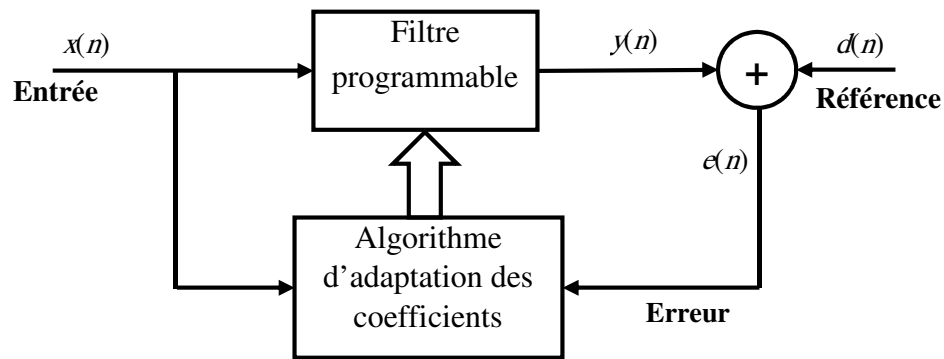 x(n)
Entrée
Filtre
programmable
y(n)
+
d(n)
Référence
e(n)
Algorithme
d'adaptation des
coefficients
Erreur